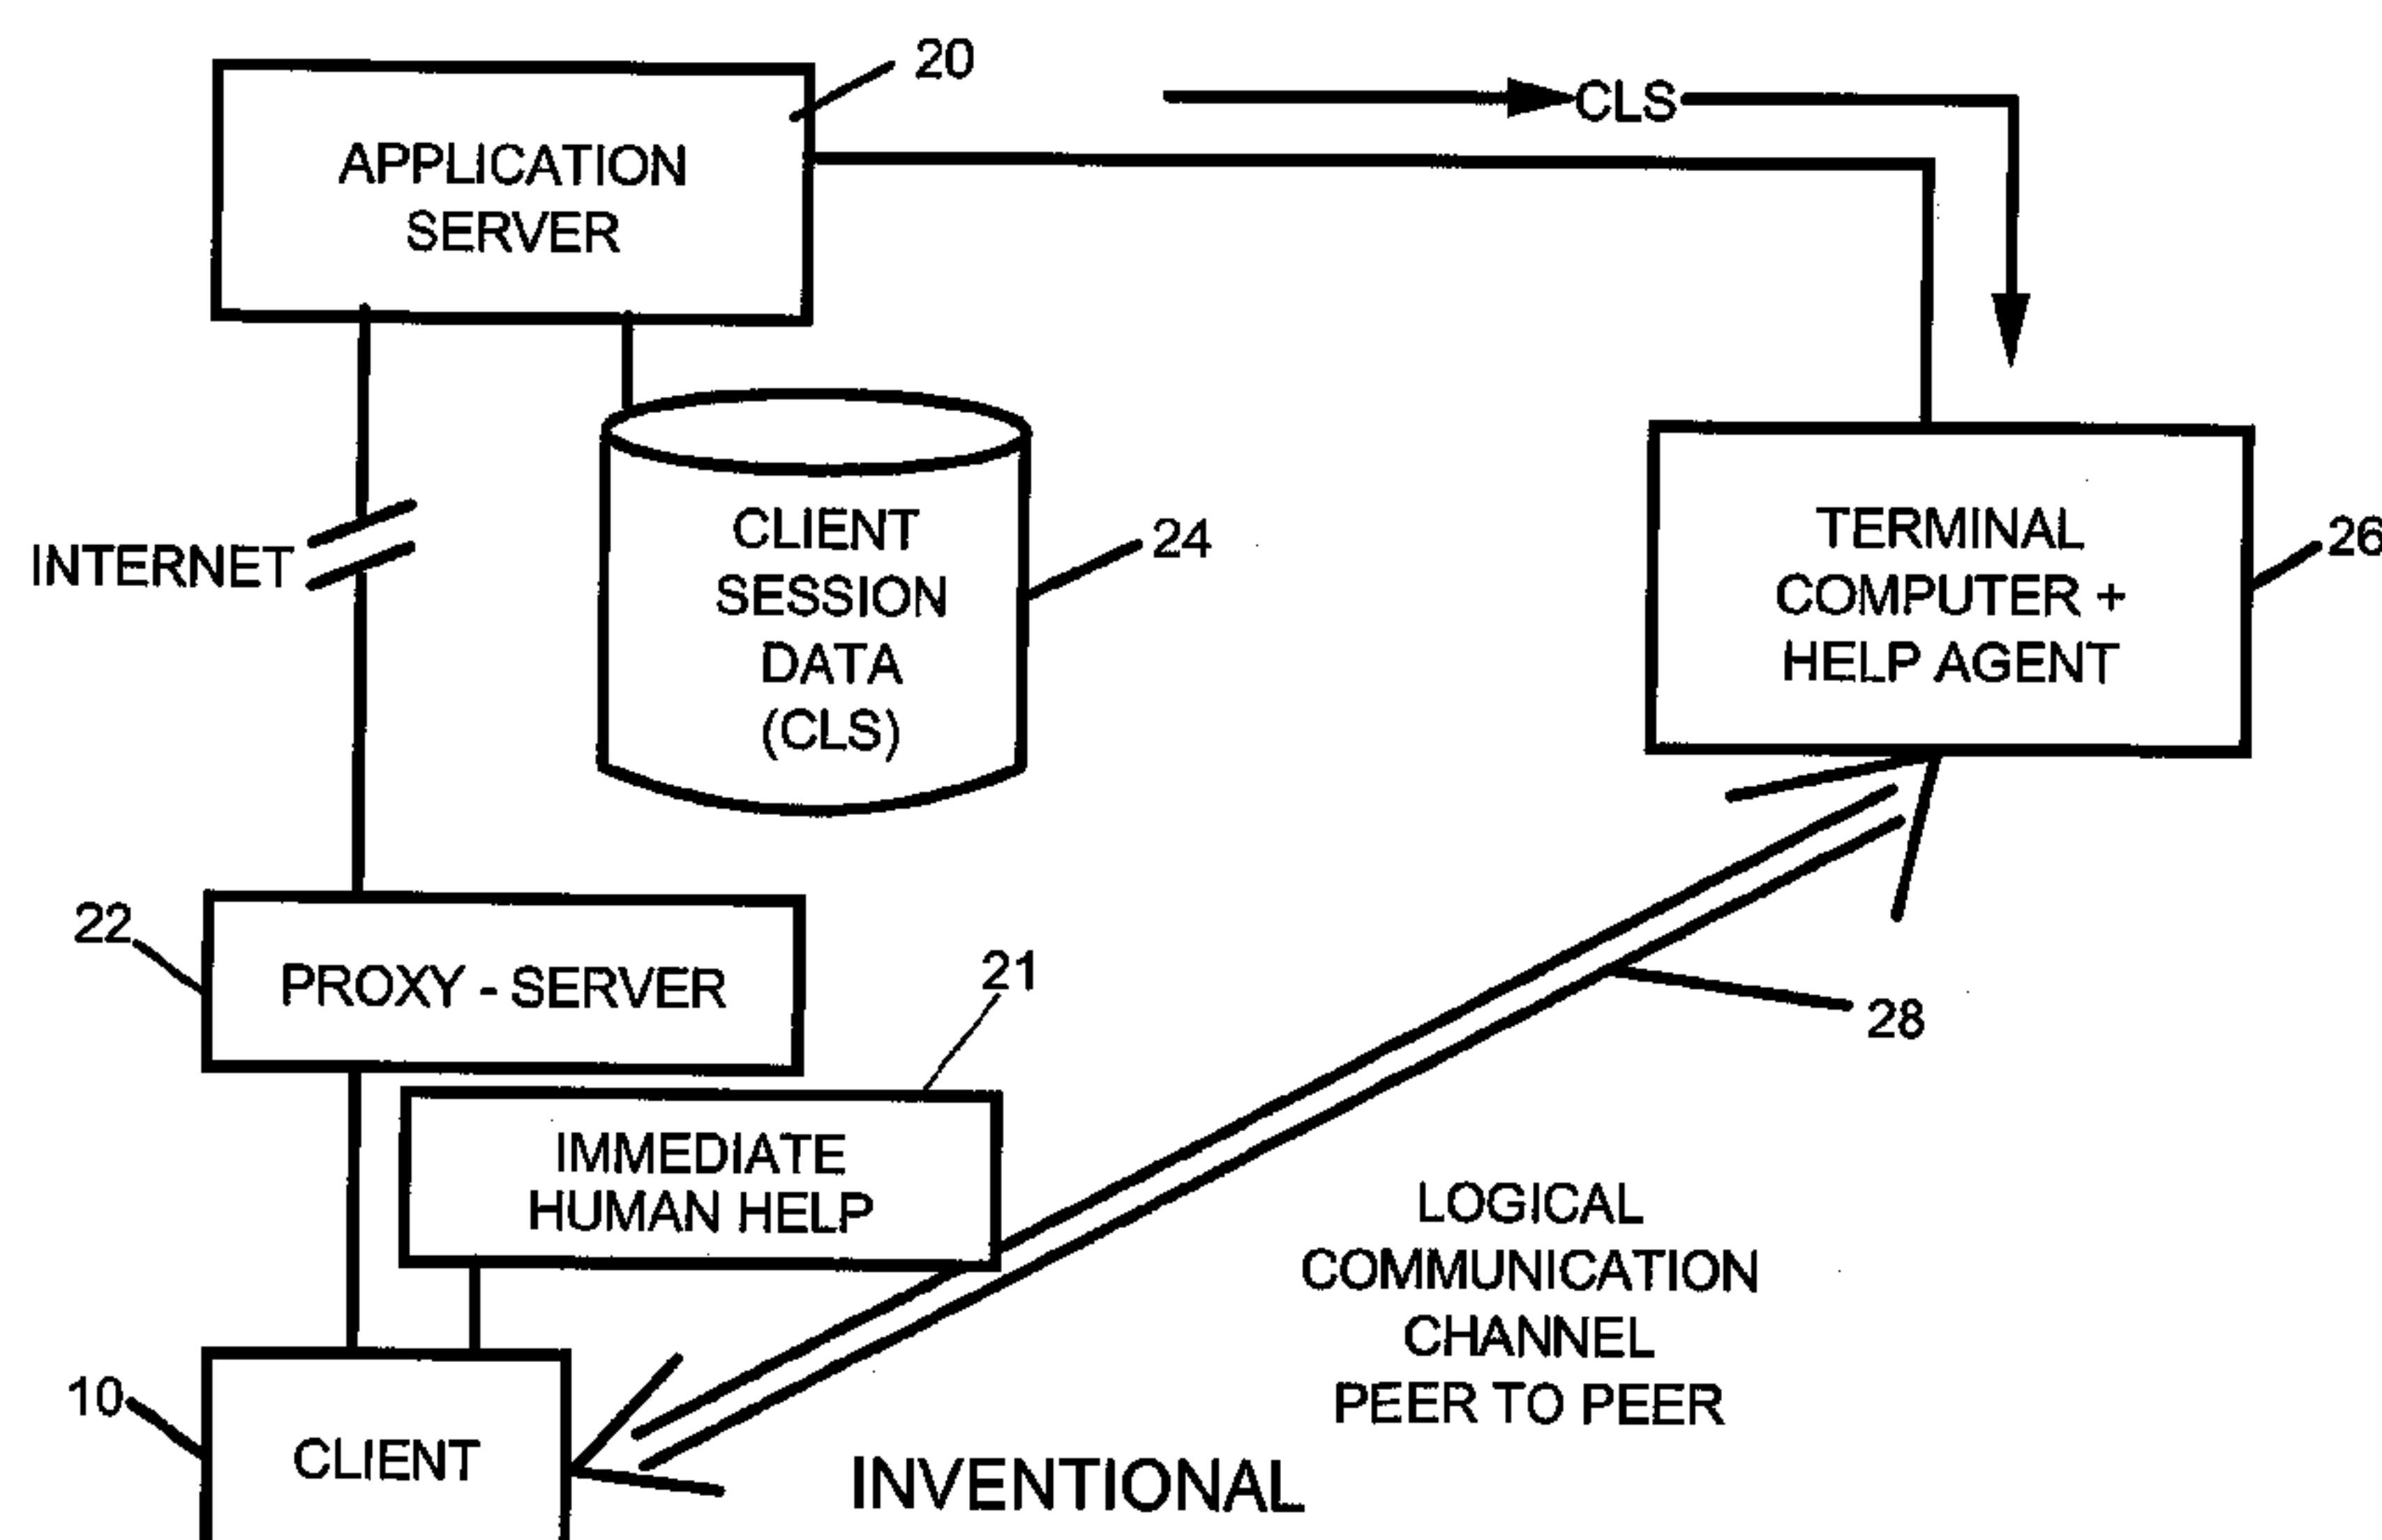 20
CLS
APPLICATION
SERVER
INTERNET
CLIENT
SESSION
DATA
(CLS)
24
TERMINAL
COMPUTER +
HELP AGENT
26
22
PROXY - SERVER
21
28
IMMEDIATE
HUMAN HELP
LOGICAL
COMMUNICATION
CHANNEL
PEER TO PEER
10
CLIENT
INVENTIONAL